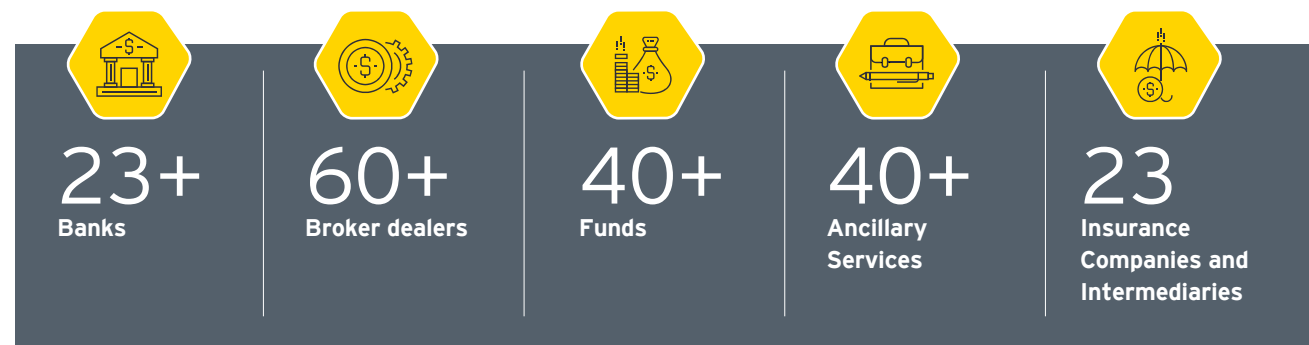 23+
Banks
60+
Broker dealers
40+
Funds
40+
Ancillary
Services
23
Insurance
Companies and
Intermediaries